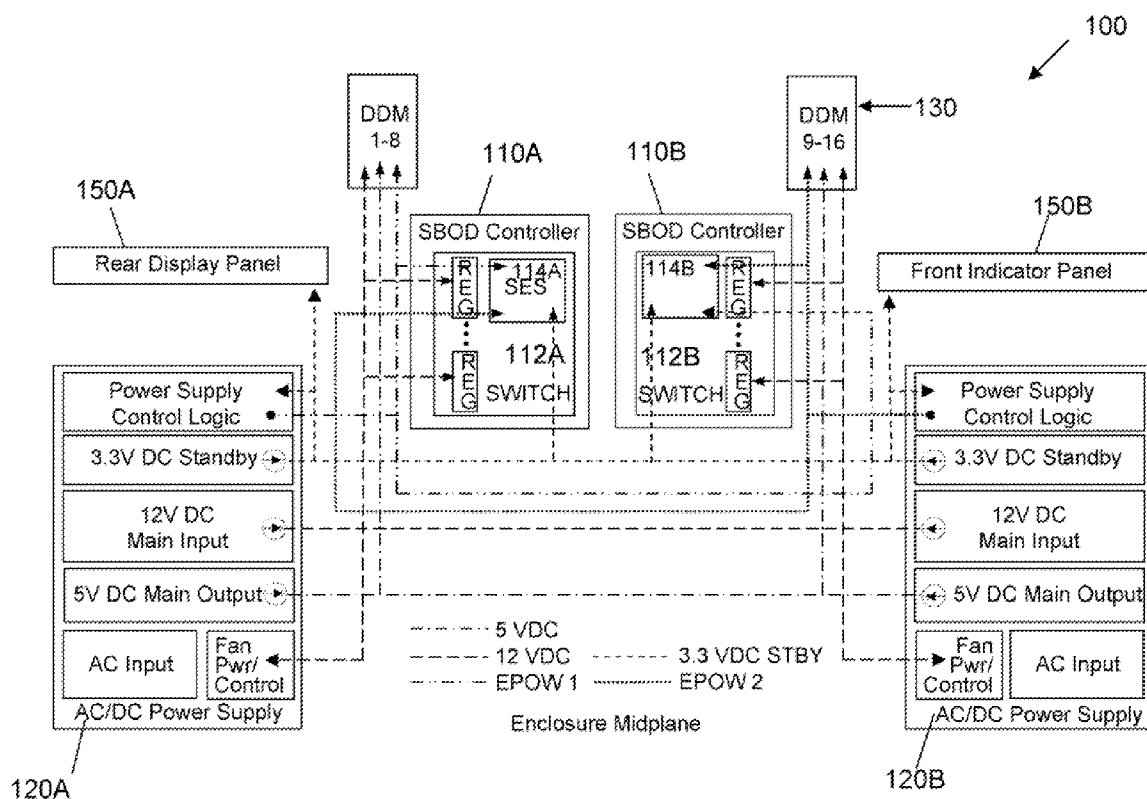 100
DDM
1-8
DDM
9-16
130
110A
110B
150A
150B
SBOD Controller
SBOD Controller
Rear Display Panel
Front Indicator Panel
REG
114A
SES
114B
REG
112A
112B
REG
SWITCH
SWITCH
REG
Power Supply
Control Logic
Power Supply
Control Logic
3.3V DC Standby
3.3V DC Standby
12V DC
Main Input
12V DC
Main Input
5V DC Main Output
5V DC Main Output
AC Input
Fan
Pwr/
Control
5 VDC
12 VDC
3.3 VDC STBY
EPOW 1
EPOW 2
Fan
Pwr/
Control
AC Input
AC/DC Power Supply
Enclosure Midplane
AC/DC Power Supply
120A
120B